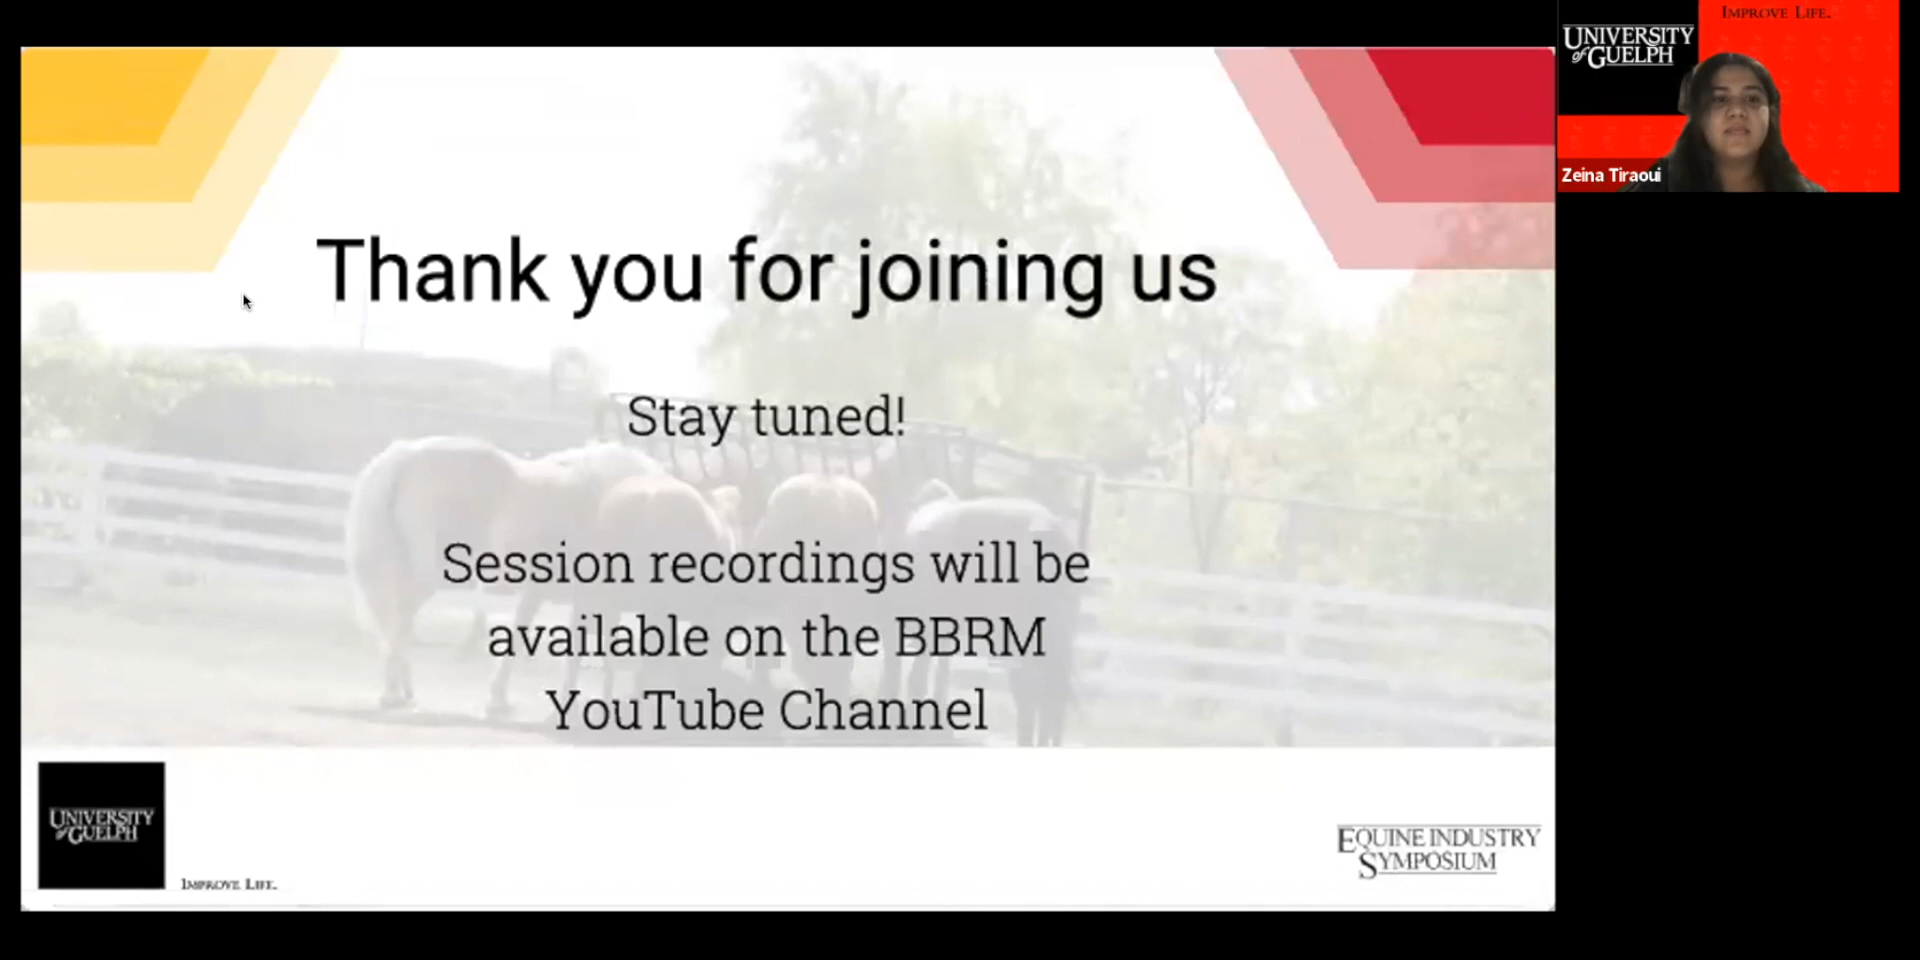 Thank you for joining us
Stay tuned!
Session recordings will be
available on the BBRM
YouTube Channel
UNIVERSITY
of GUELPH
IMPROVE LIFE.
EQUINE INDUSTRY
SYMPOSIUM
IMPROVE LIFE.
UNIVERSITY
of GUELPH
Zeina Tiraoui